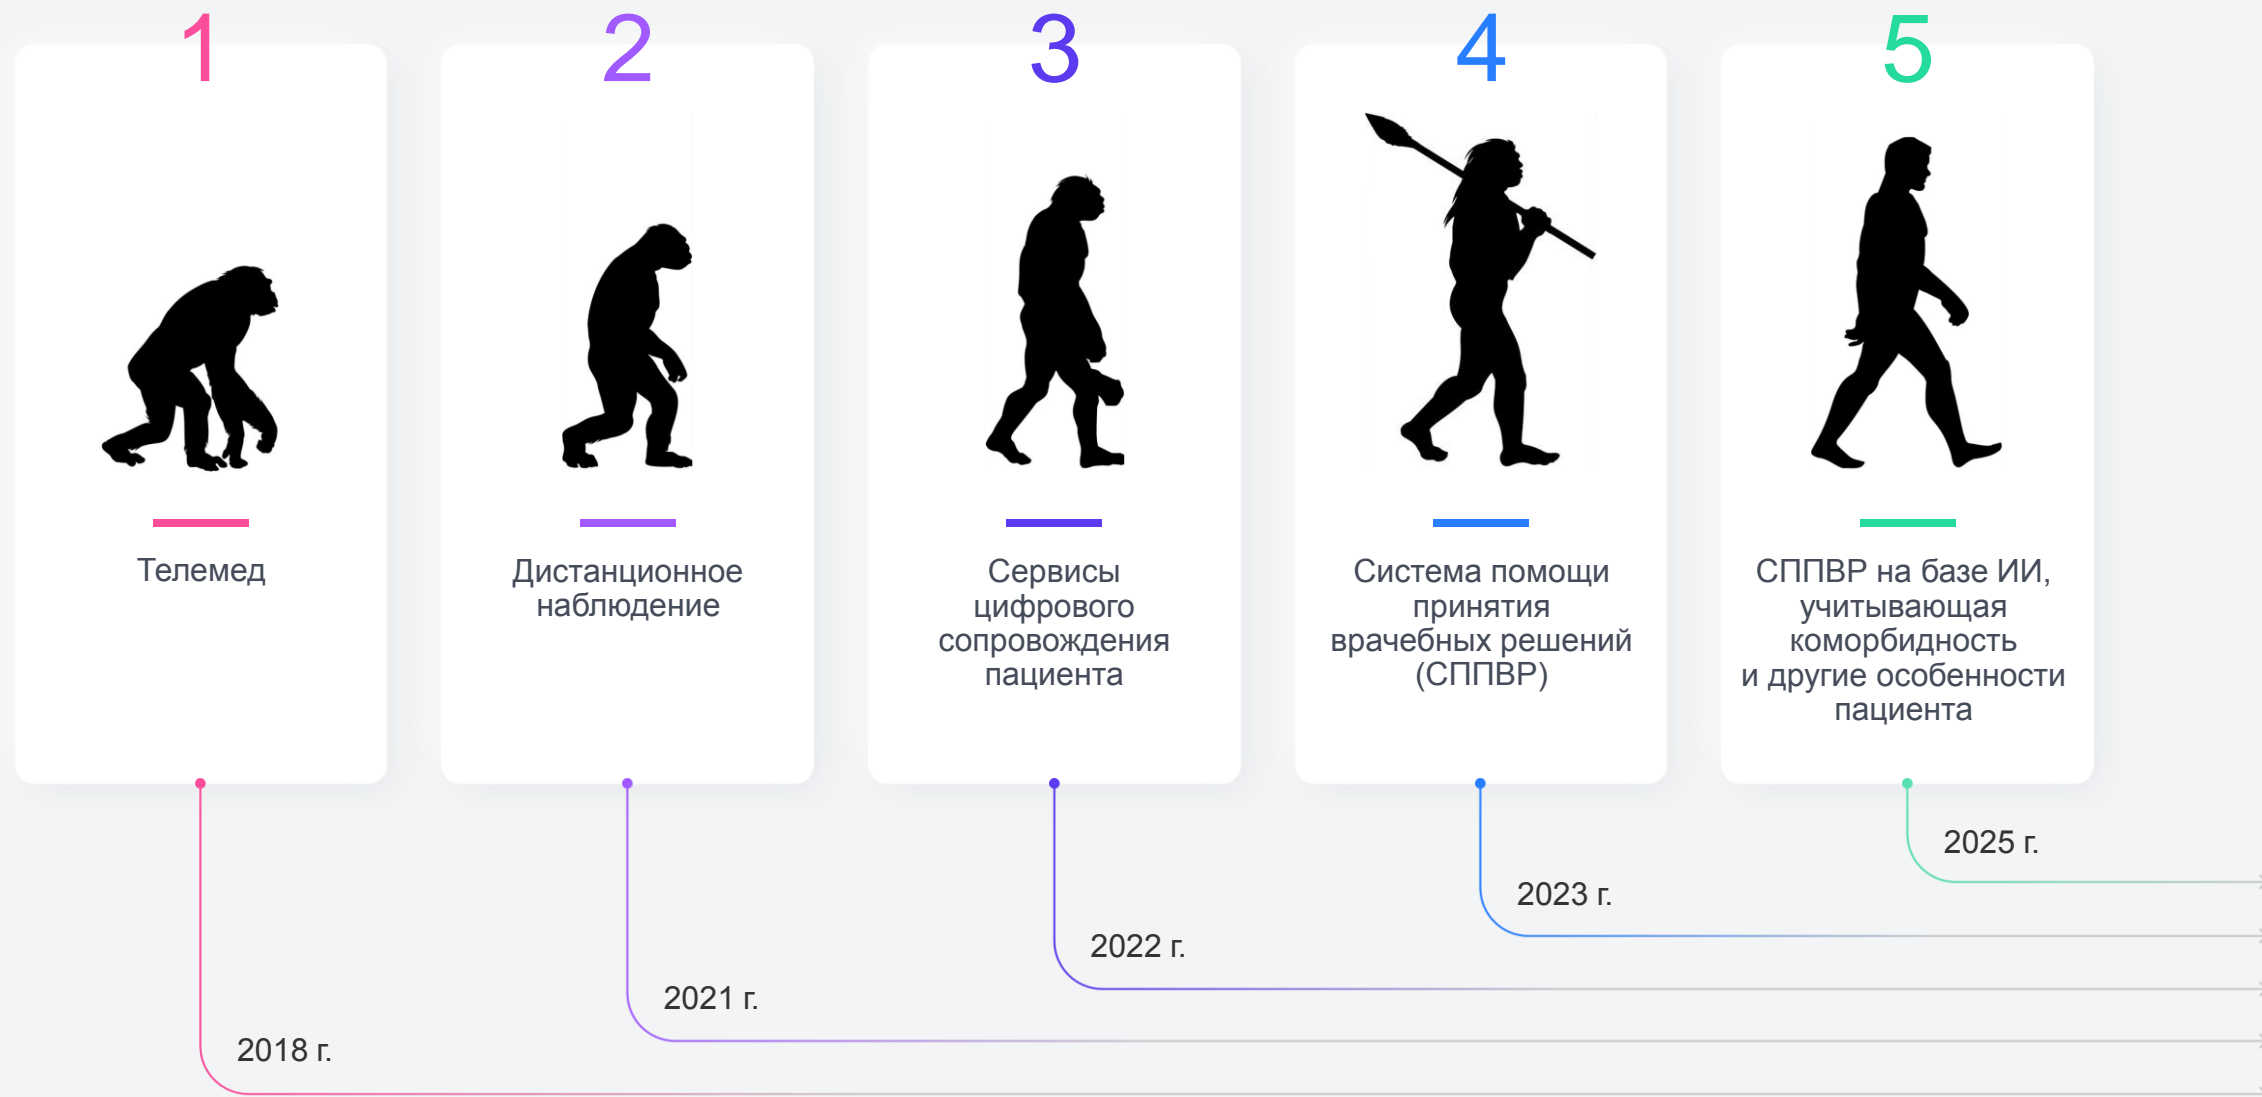 1
2
3
4
5
Телемед
Дистанционное
наблюдение
Сервисы
цифрового
сопровождения
пациента
Система помощи
принятия
врачебных решений
(СППВР)
СППВР на базе ИИ,
учитывающая
коморбидность
и другие особенности
пациента
2025 г.
2023 г.
2022 г.
2021 г.
2018 г.